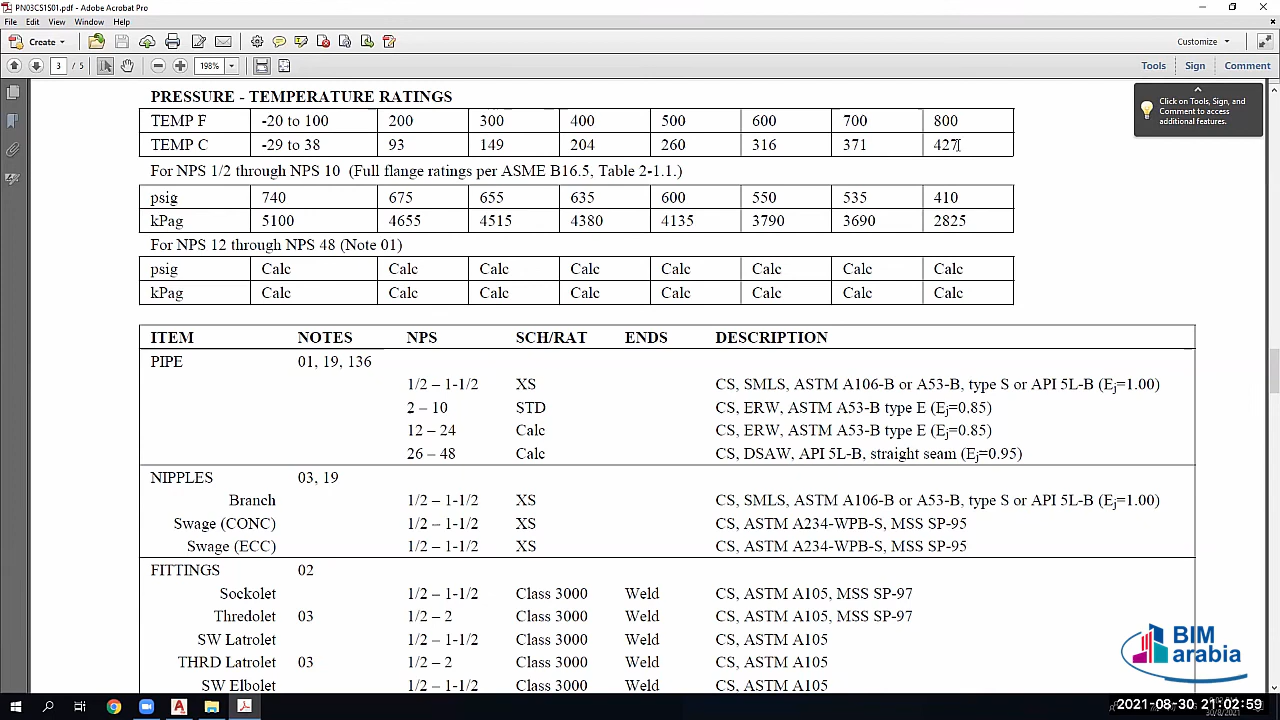 PN03CS1S01.pdf - Adobe Acrobat Pro
File Edit View Window Help
Create
Customize
3 / 5
198%
Tools Sign Comment
Click on Tools, Sign, and
Comment to access
additional features.
PRESSURE - TEMPERATURE RATINGS
TEMP F -20 to 100 200 300 400 500 600 700 800
TEMP C -29 to 38 93 149 204 260 316 371 427
For NPS 1/2 through NPS 10 (Full flange ratings per ASME B16.5, Table 2-1.1.)
psig 740 675 655 635 600 550 535 410
kPag 5100 4655 4515 4380 4135 3790 3690 2825
For NPS 12 through NPS 48 (Note 01)
psig Calc Calc Calc Calc Calc Calc Calc Calc
kPag Calc Calc Calc Calc Calc Calc Calc Calc
ITEM NOTES NPS SCH/RAT ENDS DESCRIPTION
PIPE 01, 19, 136
1/2 – 1-1/2 XS CS, SMLS, ASTM A106-B or A53-B, type S or API 5L-B (Ej=1.00)
2 – 10 STD CS, ERW, ASTM A53-B type E (Ej=0.85)
12 – 24 Calc CS, ERW, ASTM A53-B type E (Ej=0.85)
26 – 48 Calc CS, DSAW, API 5L-B, straight seam (Ej=0.95)
NIPPLES 03, 19
Branch 1/2 – 1-1/2 XS CS, SMLS, ASTM A106-B or A53-B, type S or API 5L-B (Ej=1.00)
Swage (CONC) 1/2 – 1-1/2 XS CS, ASTM A234-WPB-S, MSS SP-95
Swage (ECC) 1/2 – 1-1/2 XS CS, ASTM A234-WPB-S, MSS SP-95
FITTINGS 02
Sockolet 1/2 – 1-1/2 Class 3000 Weld CS, ASTM A105, MSS SP-97
Thredolet 03 1/2 – 2 Class 3000 Weld CS, ASTM A105, MSS SP-97
SW Latrolet 1/2 – 1-1/2 Class 3000 Weld CS, ASTM A105
THRD Latrolet 03 1/2 – 2 Class 3000 Weld CS, ASTM A105
SW Elbolet 1/2 – 1-1/2 Class 3000 Weld CS, ASTM A105
BIM
arabia
2021-08-30 21:02:59